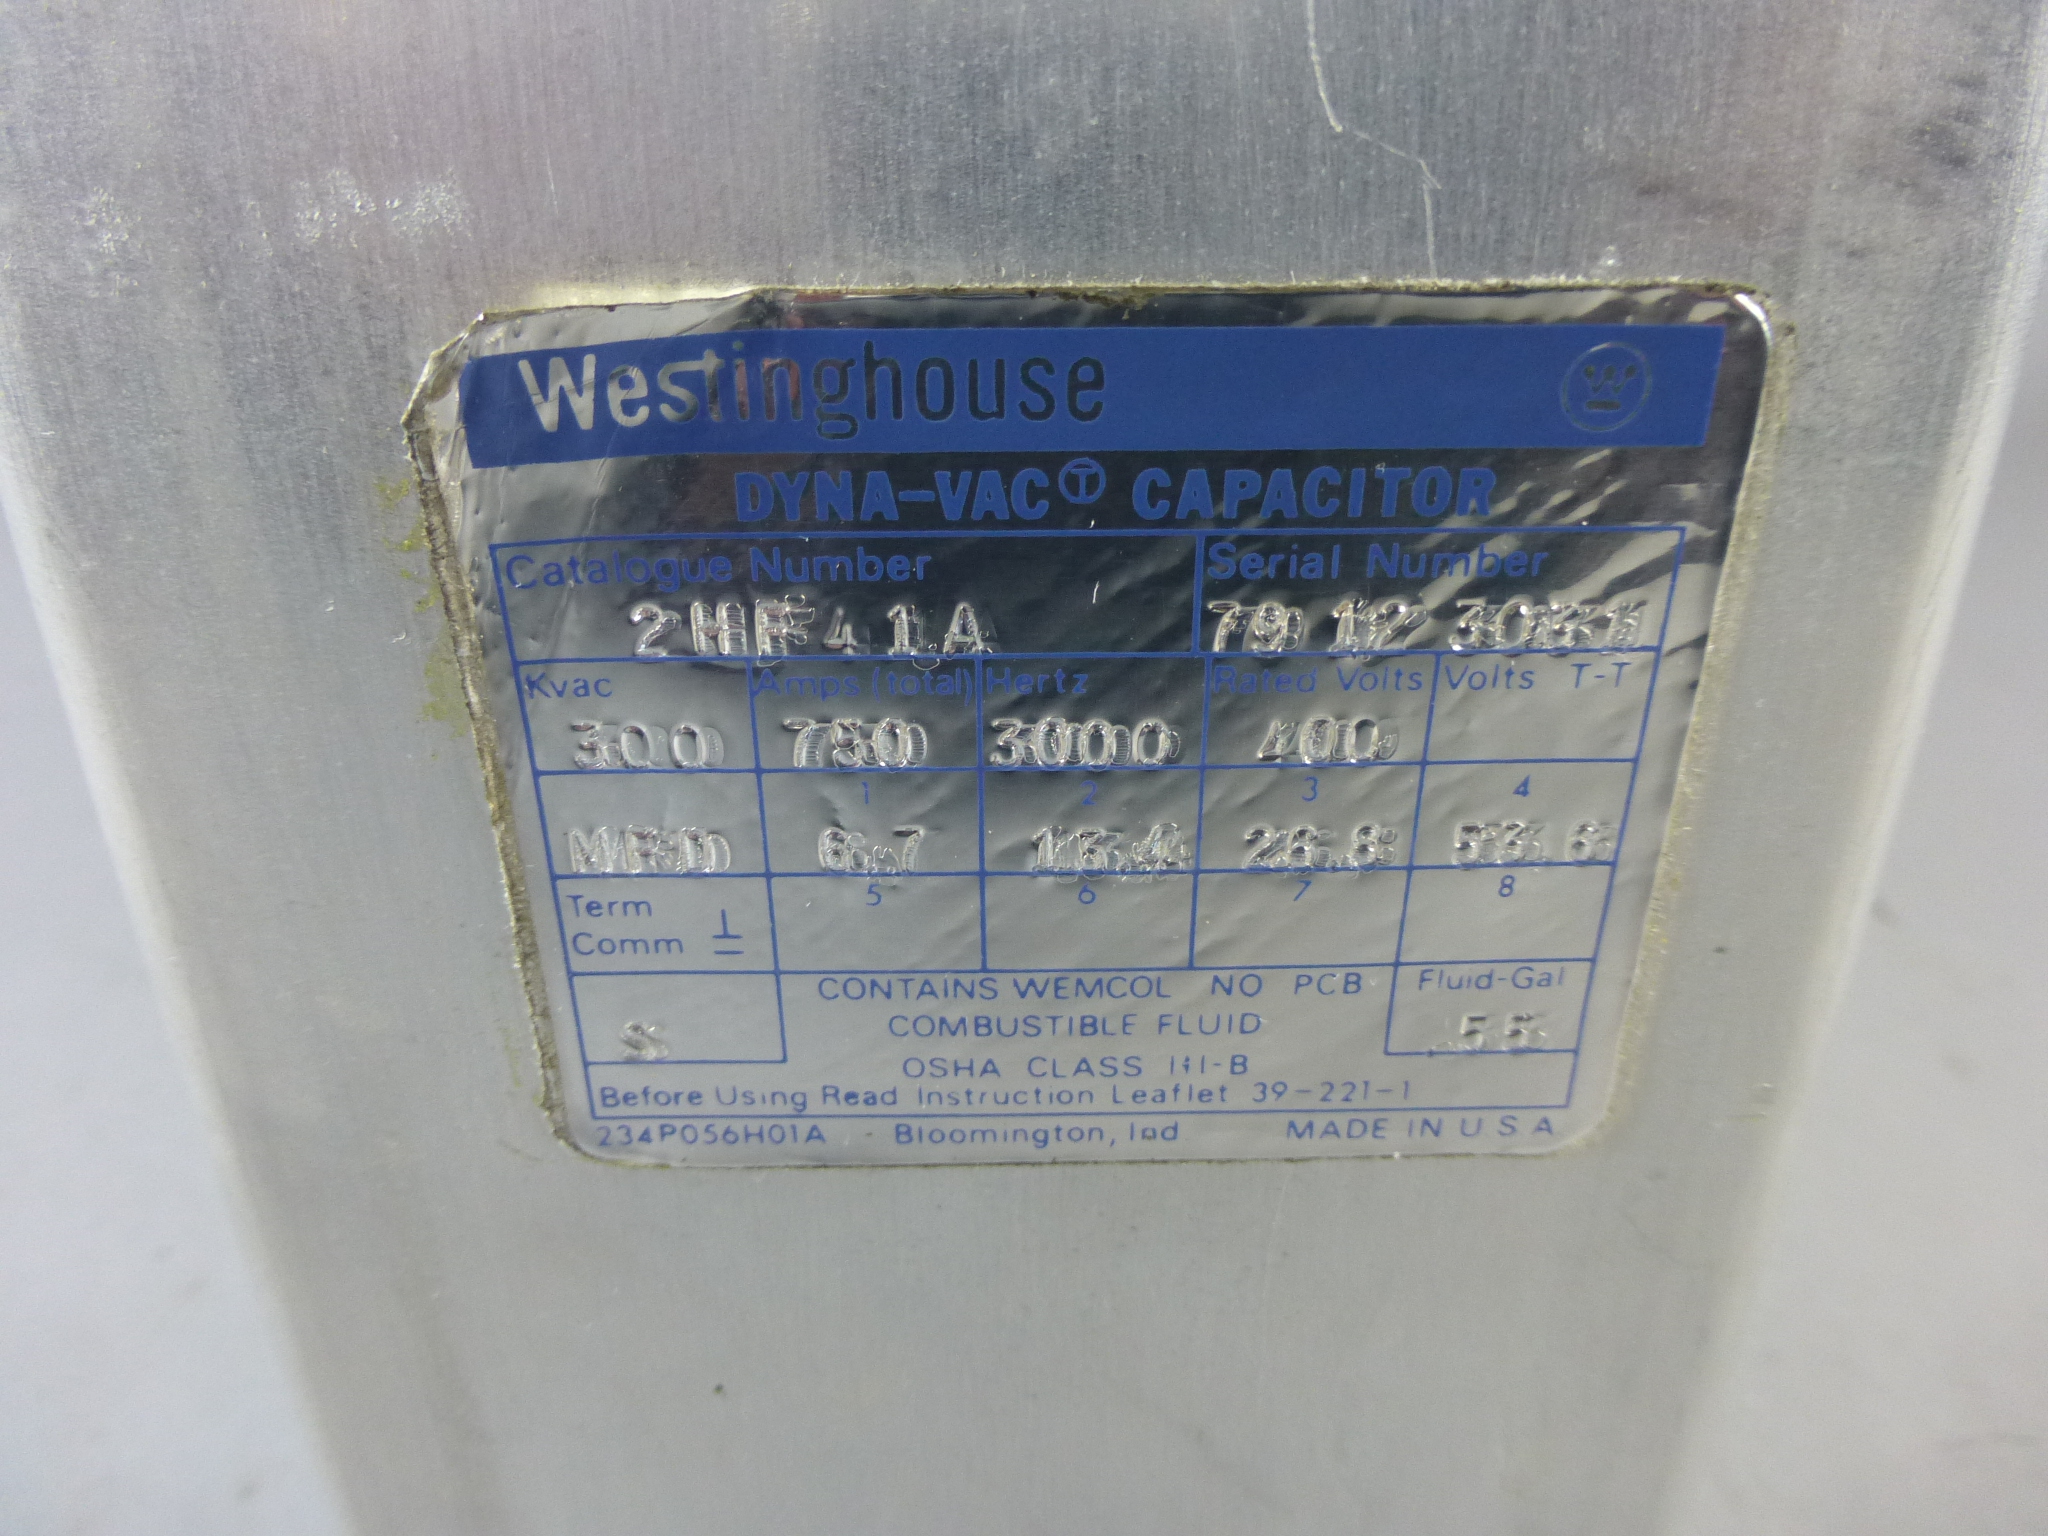 Westinghouse
DYNA-VAC Ⓣ CAPACITOR
Catalogue Number Serial Number
2HF41A 7912
Kvac Amps (total) Hertz Rated Volts Volts T-T
300 750 3000 400
1 2 3 4
MFD 6.7 13.4 26.8 53.6
5 6 7 8
Term
Comm
CONTAINS WEMCOL NO PCB Fluid-Gal
COMBUSTIBLE FLUID
S .55
OSHA CLASS III-B
Before Using Read Instruction Leaflet 39-221-1
234P056H01A - Bloomington, Ind MADE IN U S A